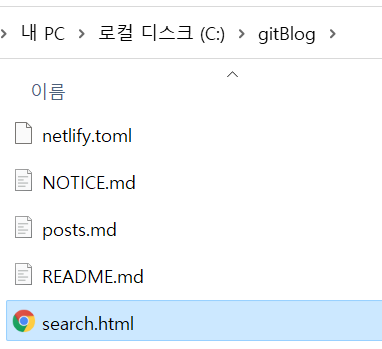 내 PC > 로컬 디스크 (C:) > gitBlog >
이름
netlify.toml
NOTICE.md
posts.md
README.md
search.html